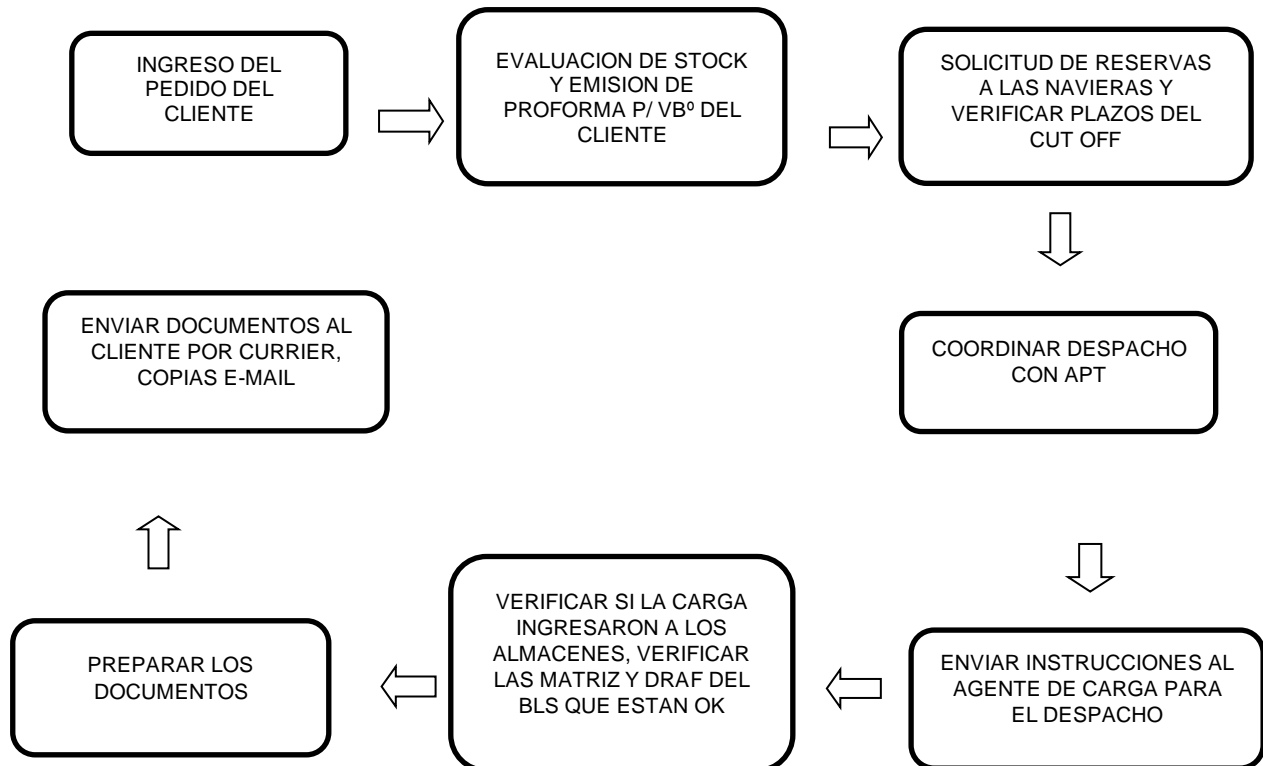 INGRESO DEL
PEDIDO DEL
CLIENTE
EVALUACION DE STOCK
Y EMISION DE
PROFORMA P/ VBº DEL
CLIENTE
SOLICITUD DE RESERVAS
A LAS NAVIERAS Y
VERIFICAR PLAZOS DEL
CUT OFF
COORDINAR DESPACHO
CON APT
ENVIAR INSTRUCCIONES AL
AGENTE DE CARGA PARA
EL DESPACHO
VERIFICAR SI LA CARGA
INGRESARON A LOS
ALMACENES, VERIFICAR
LAS MATRIZ Y DRAF DEL
BLS QUE ESTAN OK
PREPARAR LOS
DOCUMENTOS
ENVIAR DOCUMENTOS AL
CLIENTE POR CURRIER,
COPIAS E-MAIL